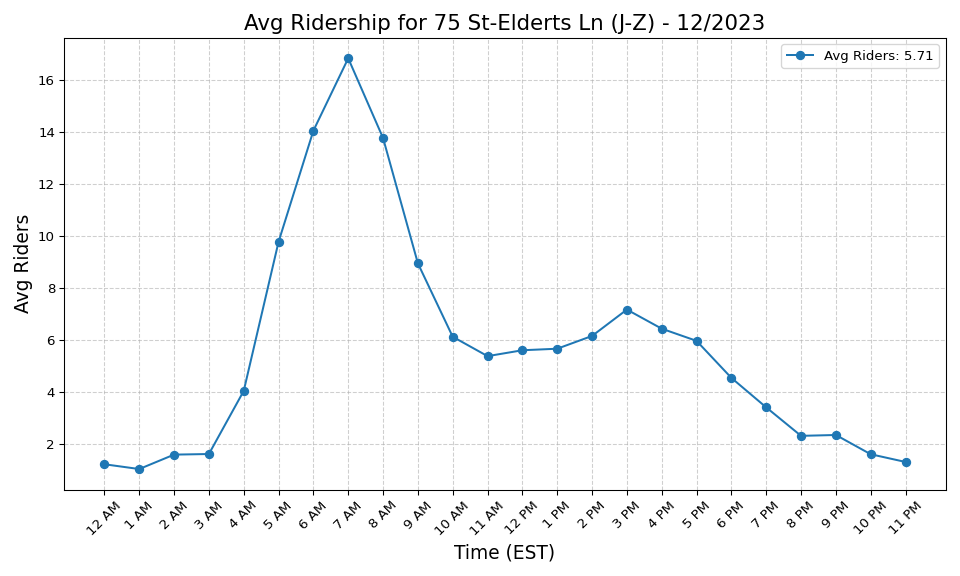 Avg Ridership for 75 St-Elderts Ln (J-Z) - 12/2023
Avg Riders: 5.71
Avg Riders
16
14
12
10
8
6
4
2
12 AM 1 AM 2 AM 3 AM 4 AM 5 AM 6 AM 7 AM 8 AM 9 AM 10 AM 11 AM 12 PM 1 PM 2 PM 3 PM 4 PM 5 PM 6 PM 7 PM 8 PM 9 PM 10 PM 11 PM
Time (EST)